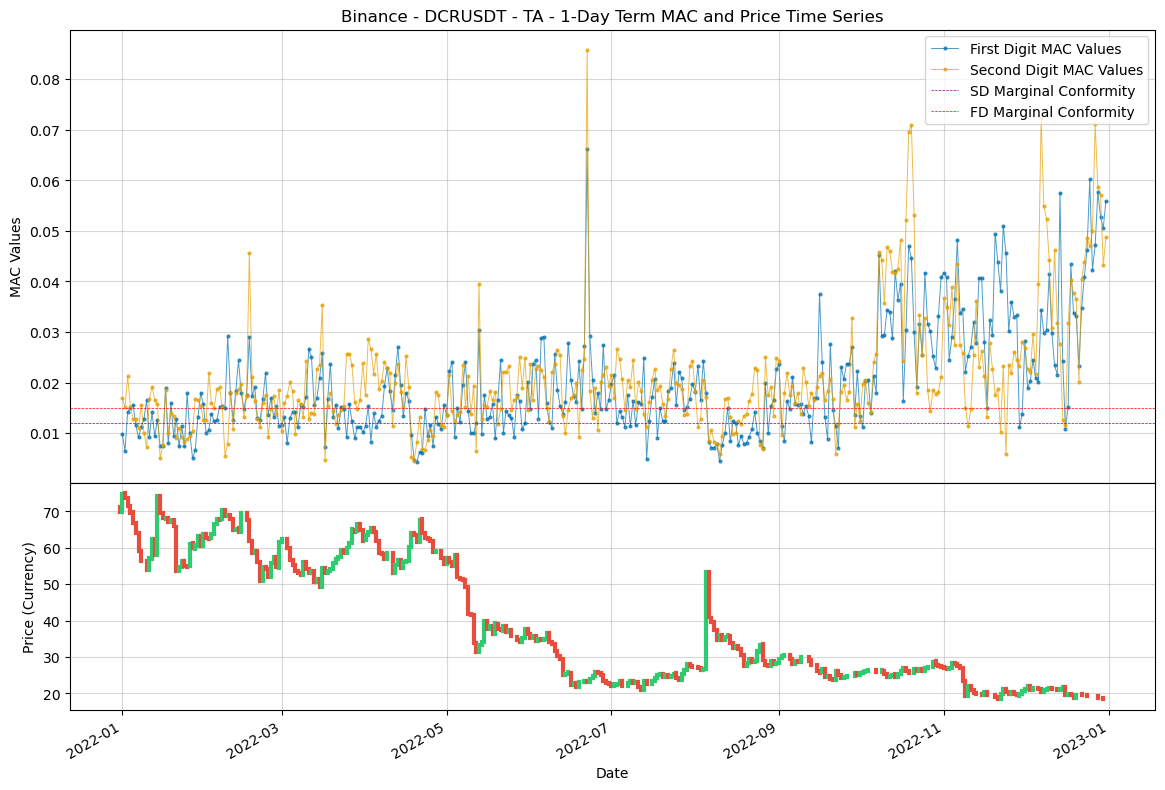 Binance - DCRUSDT - TA - 1-Day Term MAC and Price Time Series
First Digit MAC Values
Second Digit MAC Values
SD Marginal Conformity
FD Marginal Conformity
MAC Values
0.08
0.07
0.06
0.05
0.04
0.03
0.02
0.01
Price (Currency)
70
60
50
40
30
20
2022-01
2022-03
2022-05
2022-07
2022-09
2022-11
2023-01
Date